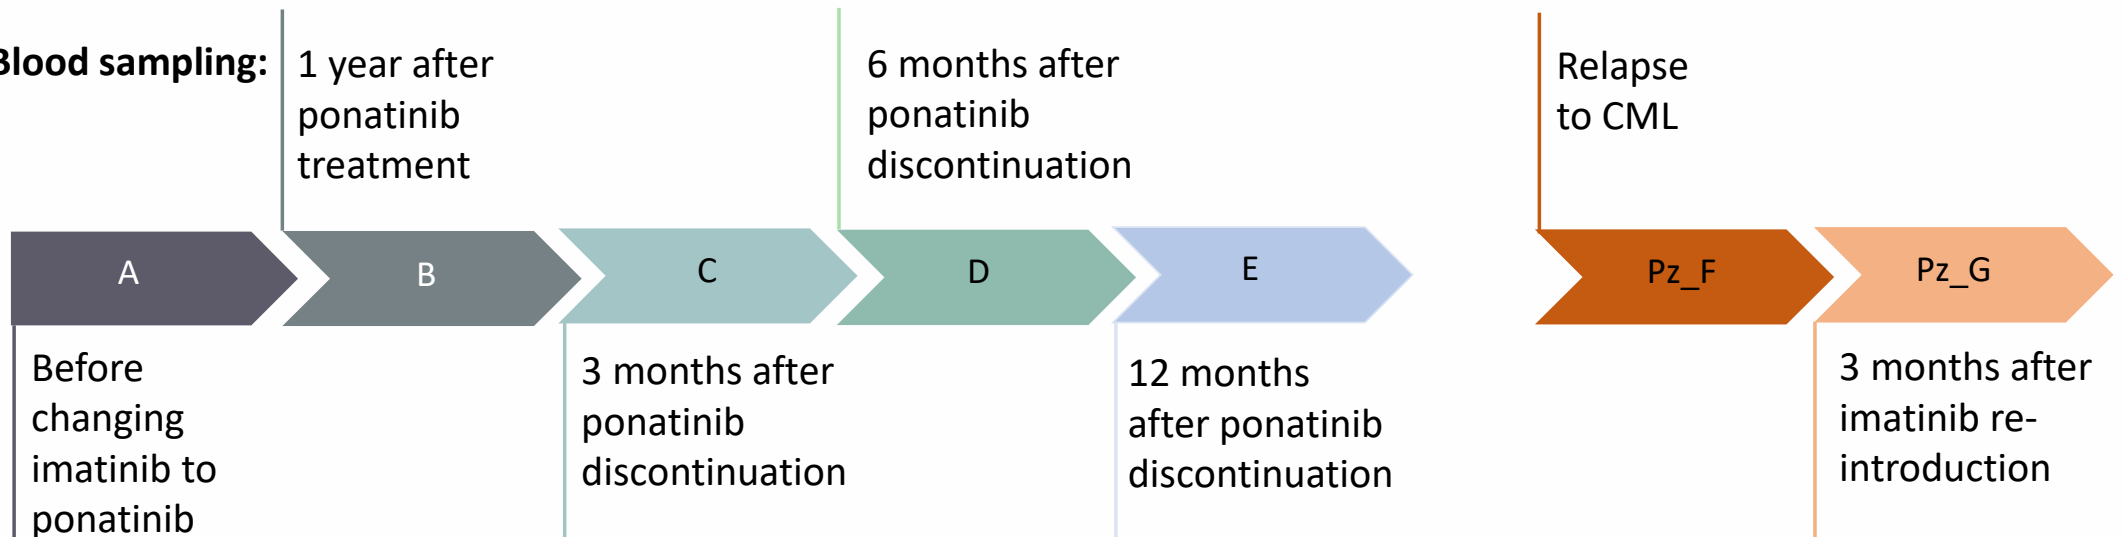 Blood sampling:
1 year after
ponatinib
treatment
6 months after
ponatinib
discontinuation
Relapse
to CML
A
B
C
D
E
Pz_F
Pz_G
Before
changing
imatinib to
ponatinib
3 months after
ponatinib
discontinuation
12 months
after ponatinib
discontinuation
3 months after
imatinib re-
introduction